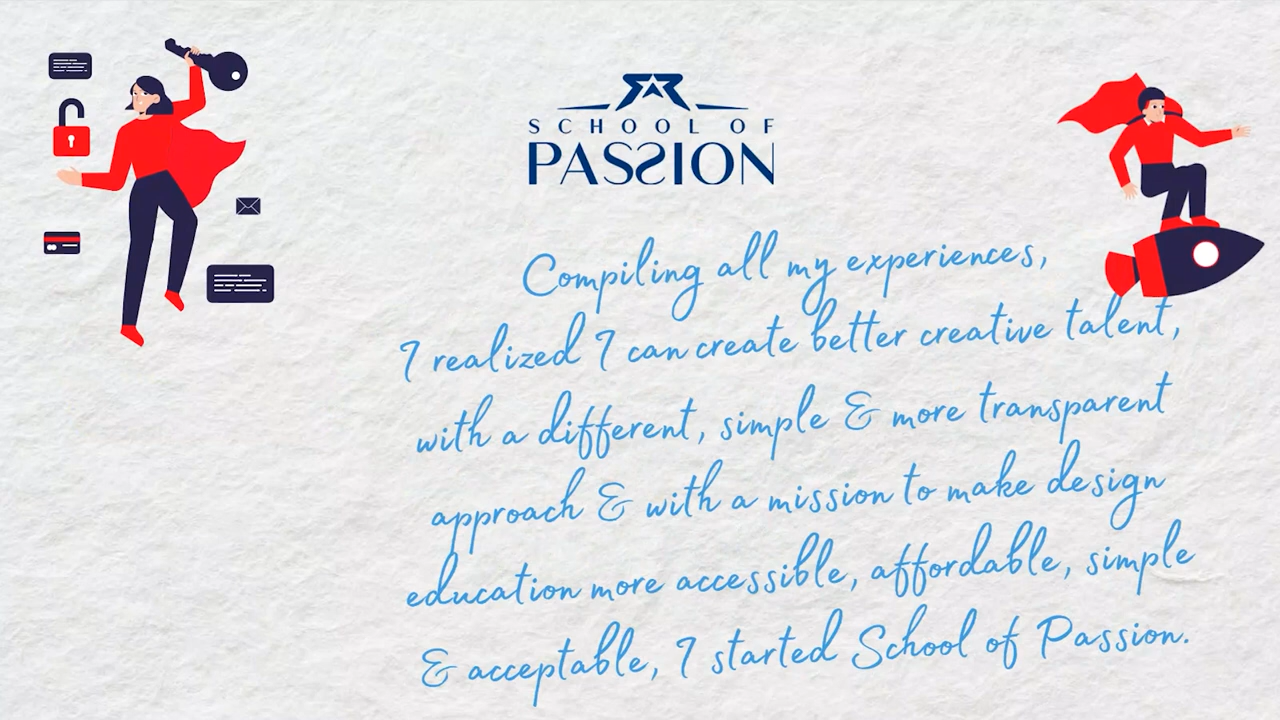 SCHOOL OF
PASSION
Compiling all my experiences,
I realized I can create better creative talent,
with a different, simple & more transparent
approach & with a mission to make design
education more accessible, affordable, simple
& acceptable, I started School of Passion.